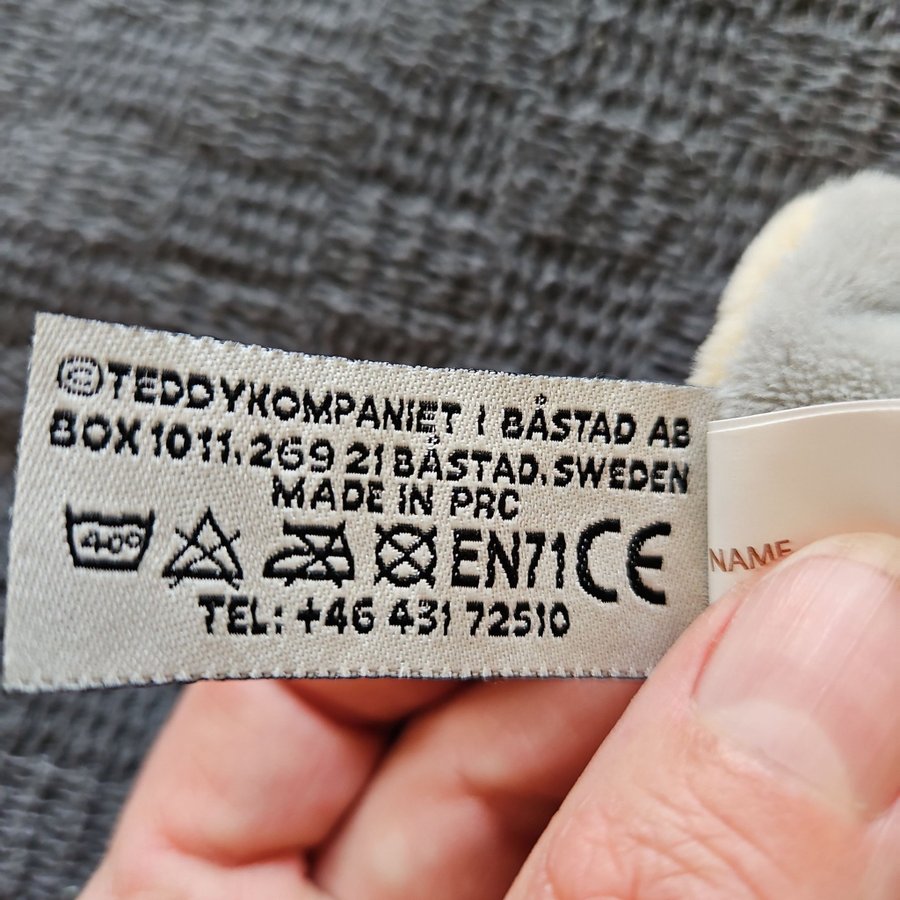 ©TEDDYKOMPANIET I BÅSTAD AB
BOX 1011, 269 21 BÅSTAD, SWEDEN
MADE IN PRC
40° EN71 CE
TEL: +46 431 72510
NAME